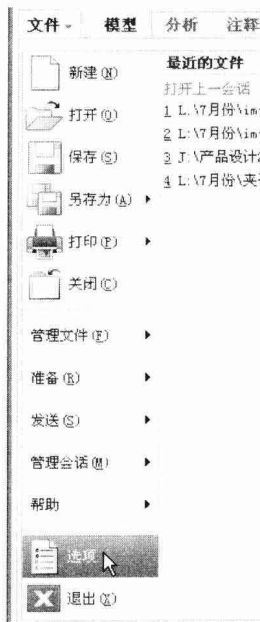 文件 模型 分析 注释
新建(N)
打开(O)
保存(S)
另存为(A)
打印(P)
关闭(C)
管理文件(F)
准备(R)
发送(S)
管理会话(M)
帮助
选项
退出(X)
最近的文件
打开上一会话
1 L:\7月份\im
2 L:\7月份\im
3 J:\产品设计
4 L:\7月份\夹